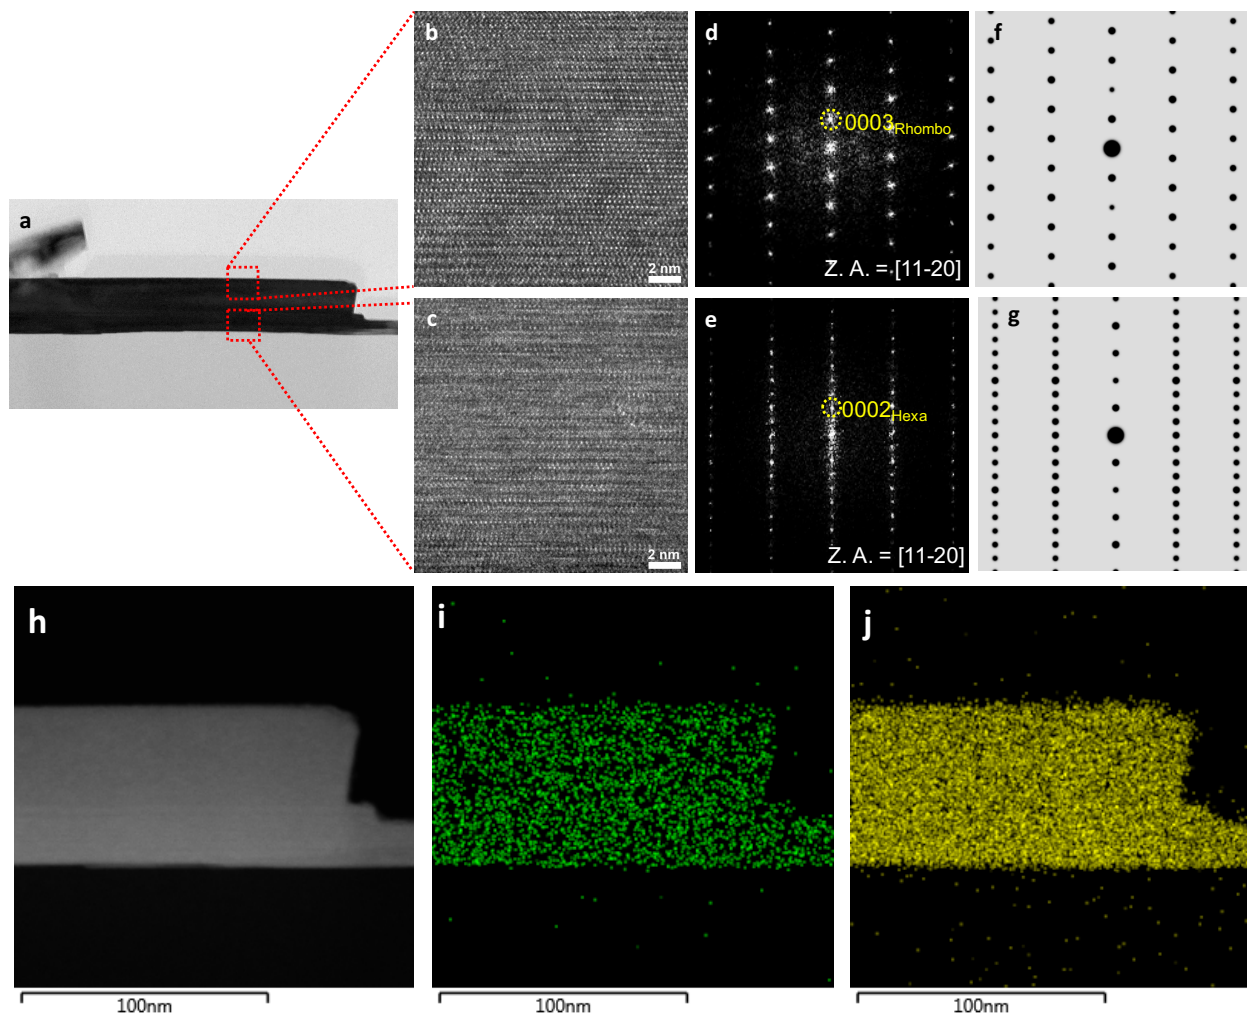 a
b
2 nm
c
2 nm
d
0003Rhombo
Z. A. = [11-20]
e
0002Hexa
Z. A. = [11-20]
f
g
h
100nm
i
100nm
j
100nm